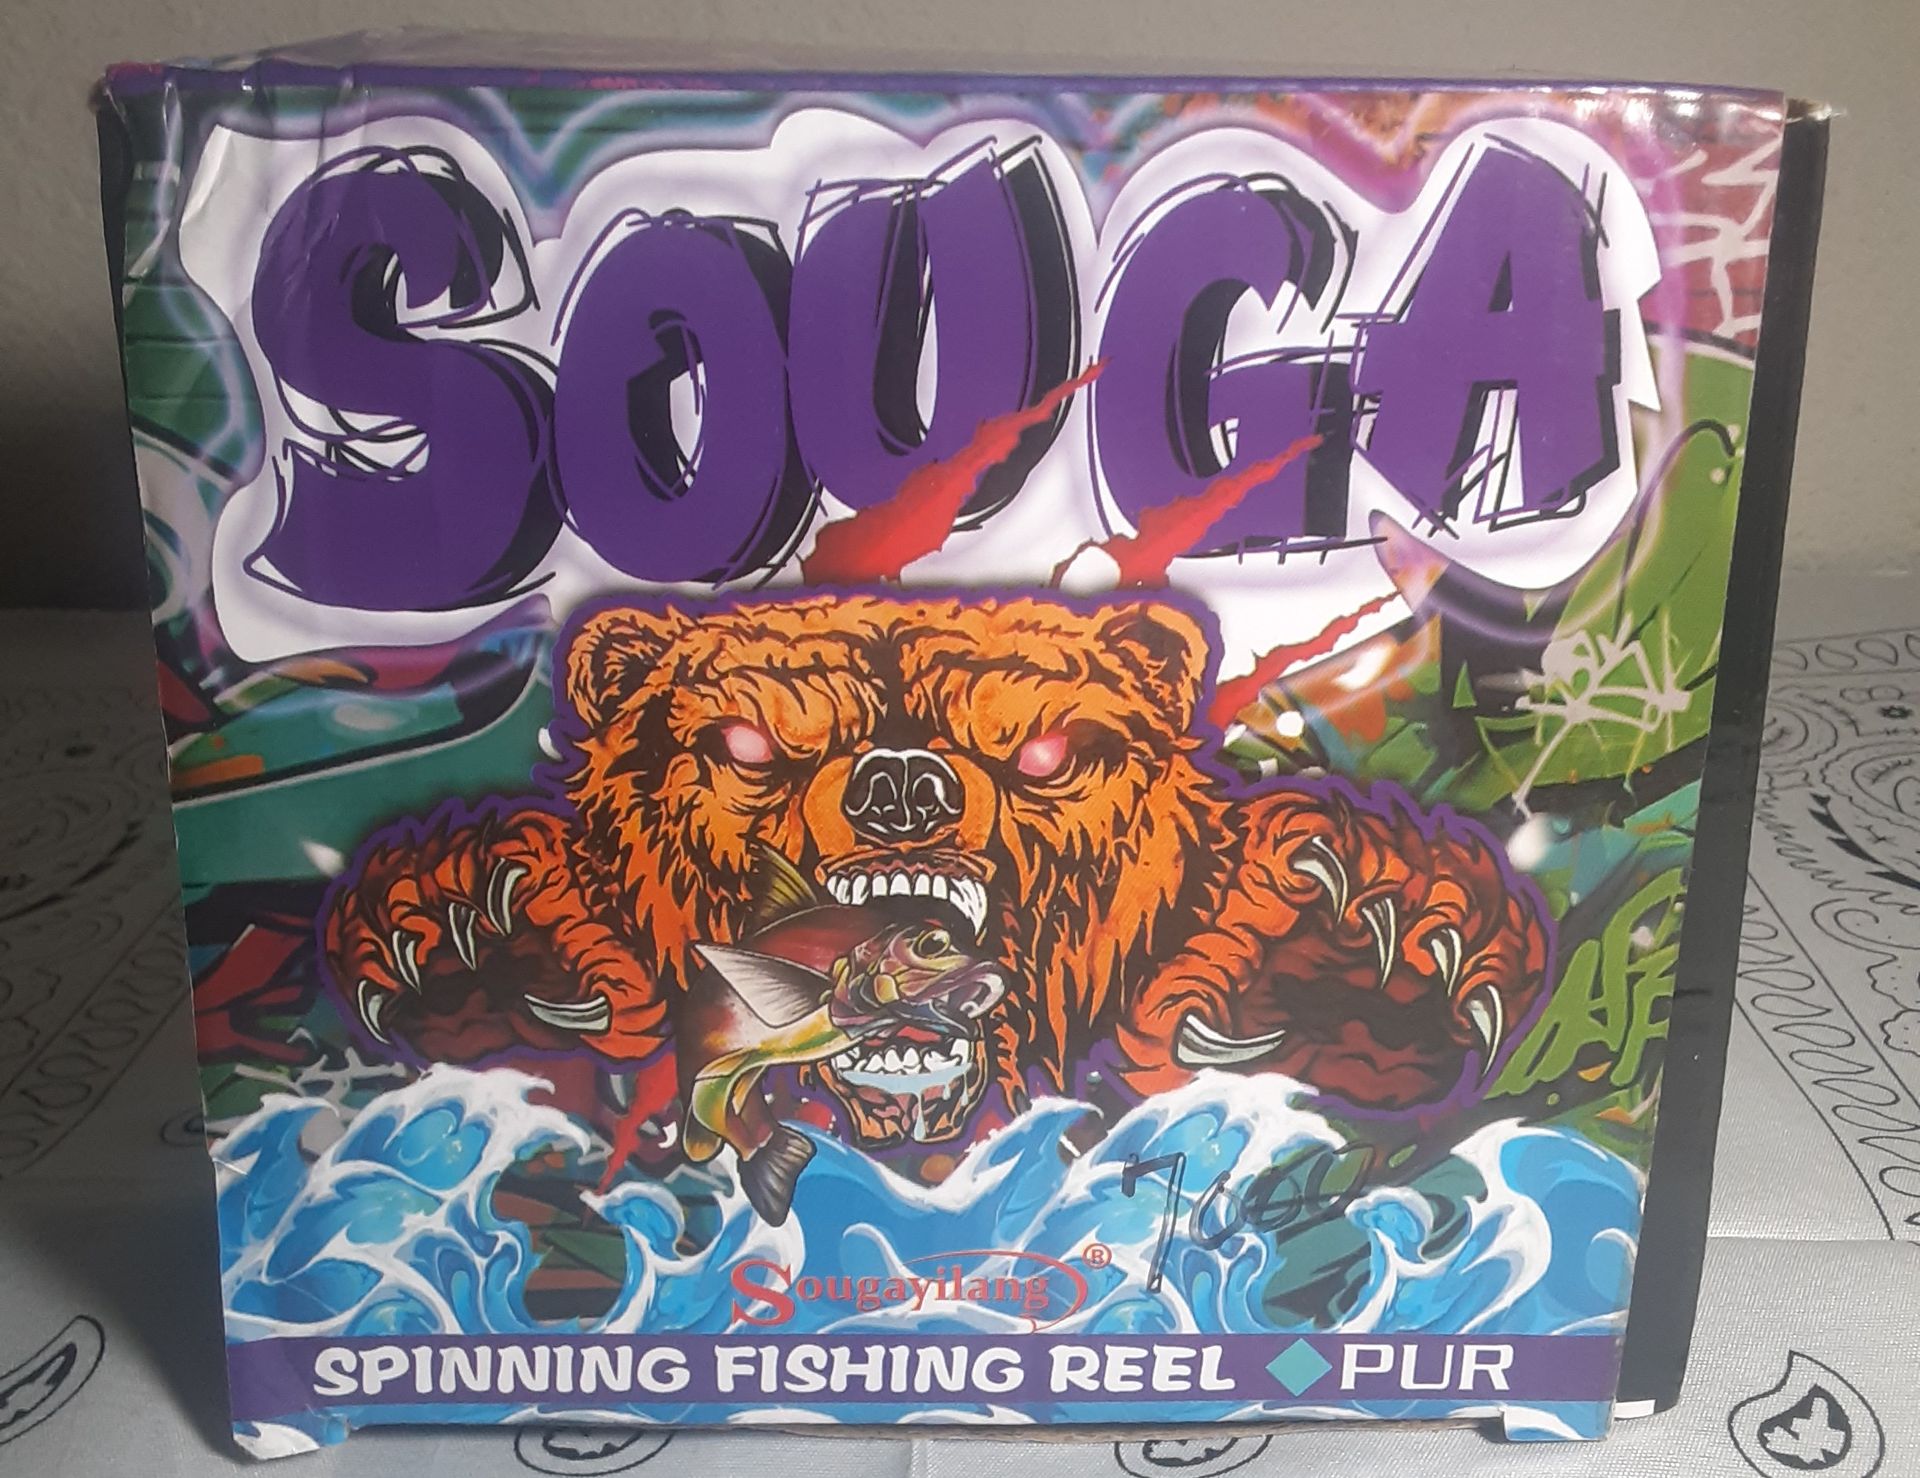 SOUGA
7000
Sougayilang®
SPINNING FISHING REEL ◆PUR